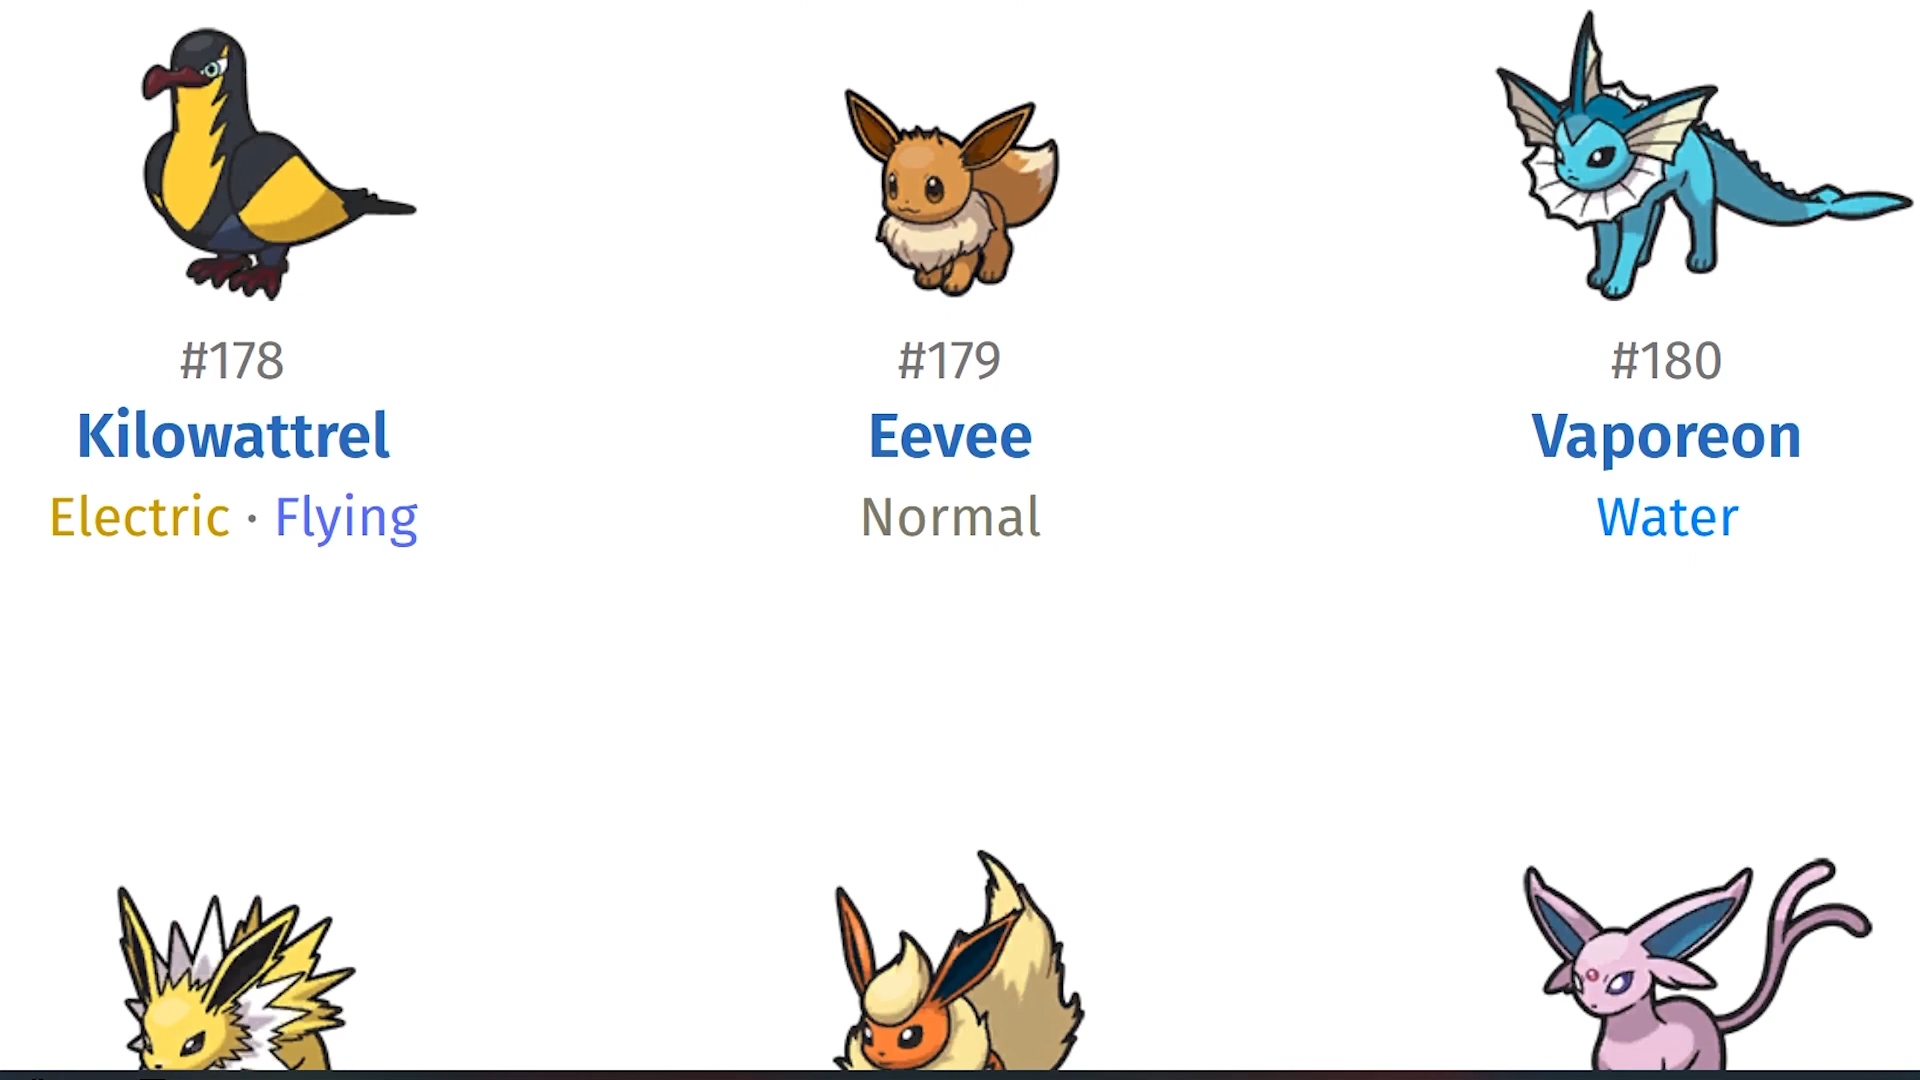 #178
Kilowattrel
Electric · Flying
#179
Eevee
Normal
#180
Vaporeon
Water